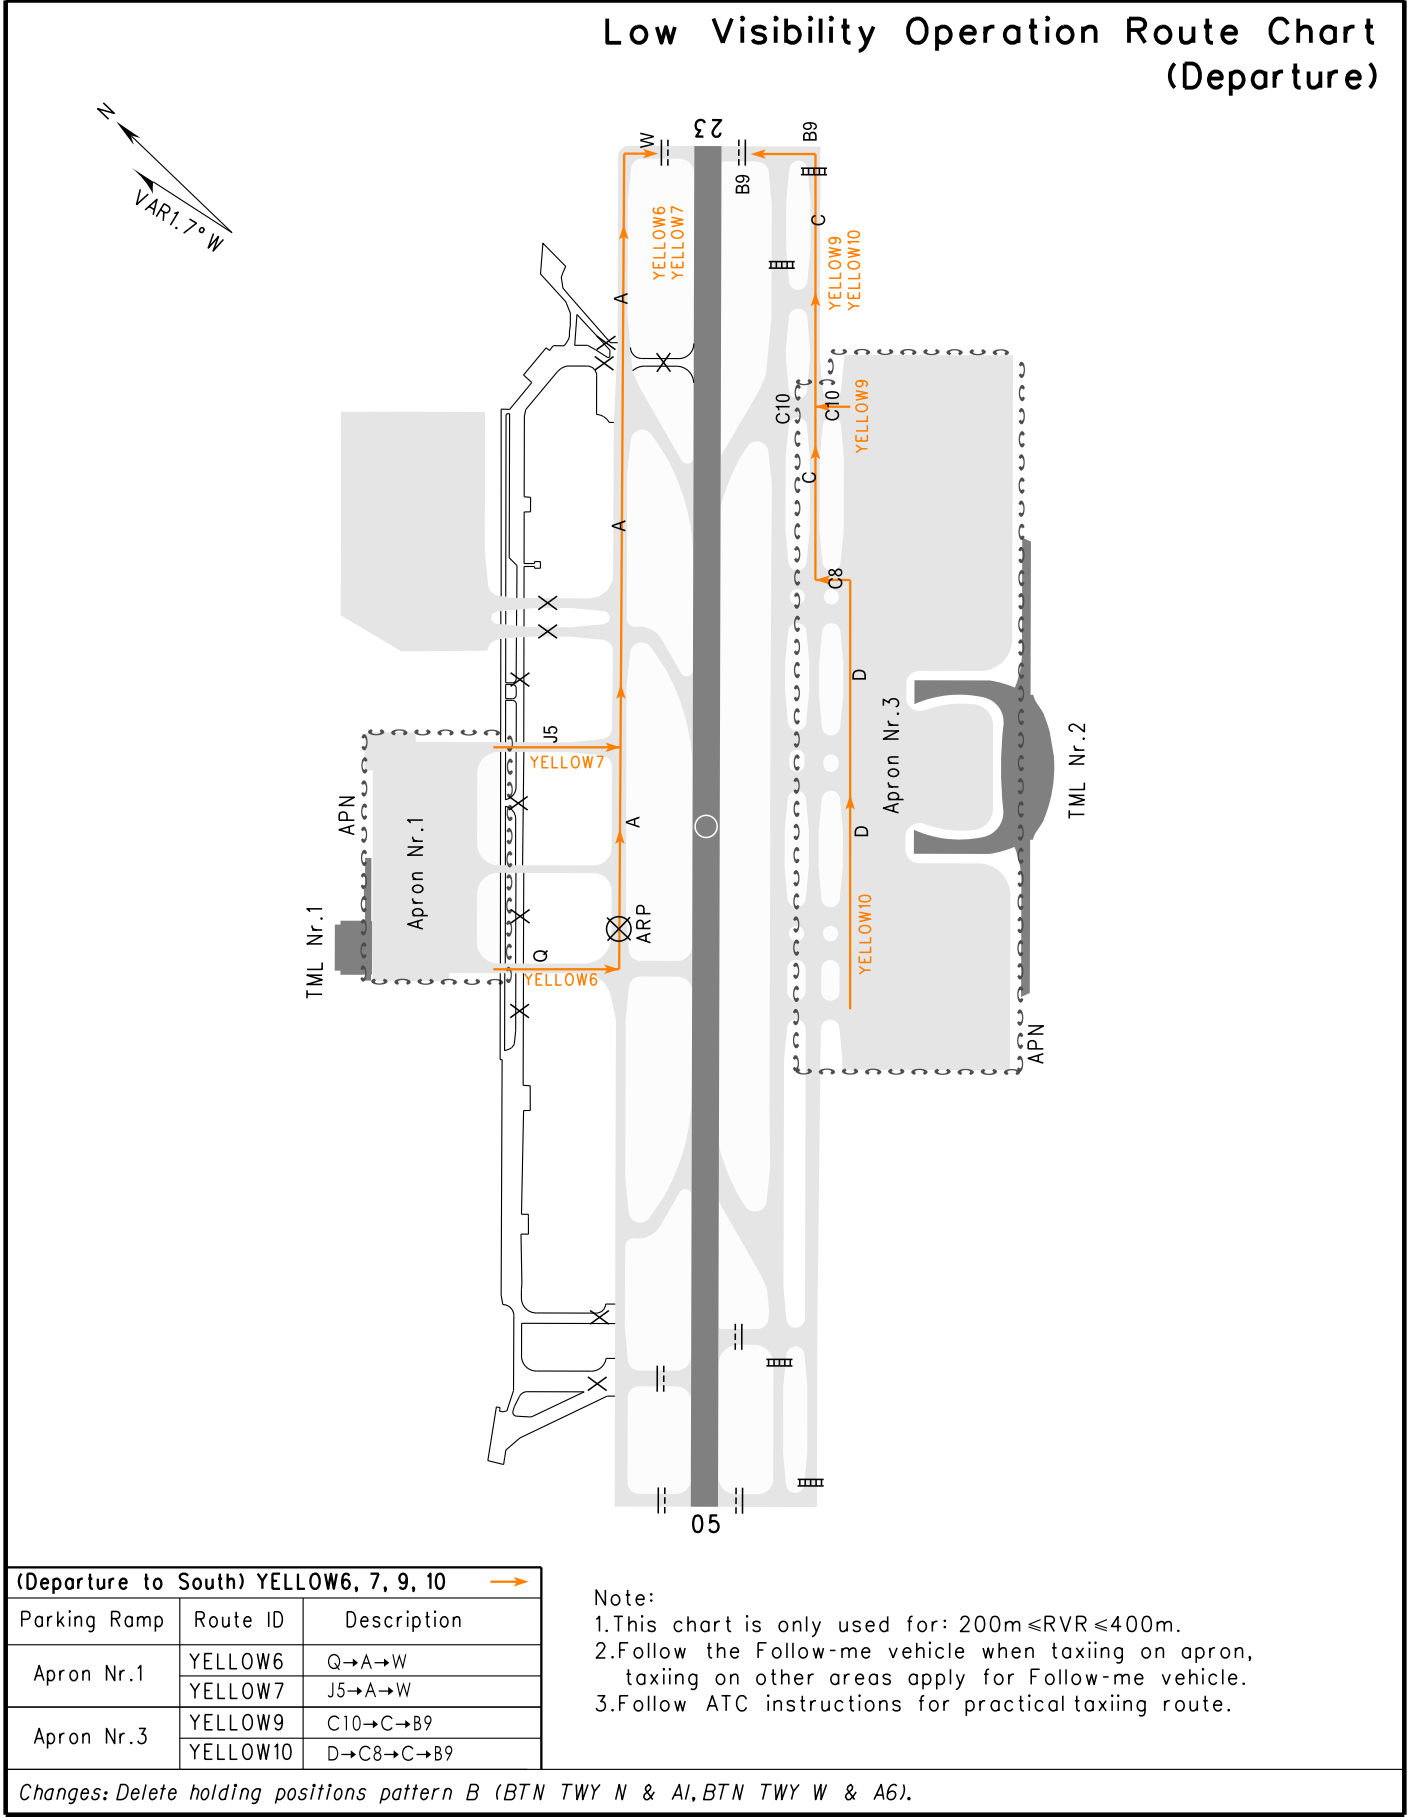 Low Visibility Operation Route Chart
(Departure)
N
VAR1.7°W
23
W
B9
B9
C
YELLOW6
YELLOW7
YELLOW9
YELLOW10
A
C10
C10
YELLOW9
C
A
C8
D
J5
YELLOW7
Apron Nr.3
TML Nr.2
APN
Apron Nr.1
A
D
TML Nr.1
ARP
Q
YELLOW6
YELLOW10
APN
05
(Departure to South) YELLOW6, 7, 9, 10
Parking Ramp Route ID Description
Apron Nr.1
YELLOW6 Q→A→W
YELLOW7 J5→A→W
Apron Nr.3
YELLOW9 C10→C→B9
YELLOW10 D→C8→C→B9
Note:
1.This chart is only used for: 200m≤RVR≤400m.
2.Follow the Follow-me vehicle when taxiing on apron,
taxiing on other areas apply for Follow-me vehicle.
3.Follow ATC instructions for practical taxiing route.
Changes: Delete holding positions pattern B (BTN TWY N & A1, BTN TWY W & A6).